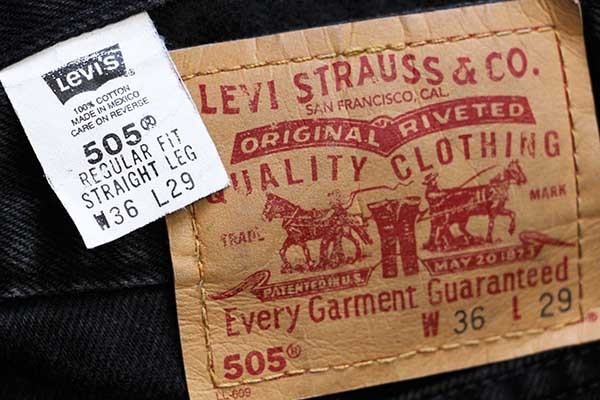 Levi's®
100% COTTON
MADE IN MEXICO
CARE ON REVERSE
505®
REGULAR FIT
STRAIGHT LEG
W36 L29
LEVI STRAUSS & CO.
SAN FRANCISCO, CAL.
ORIGINAL RIVETED
QUALITY CLOTHING
TRADE MARK
PATENTED IN U.S. MAY 20 1873
Every Garment Guaranteed
W 36 L 29
505®
LL-609